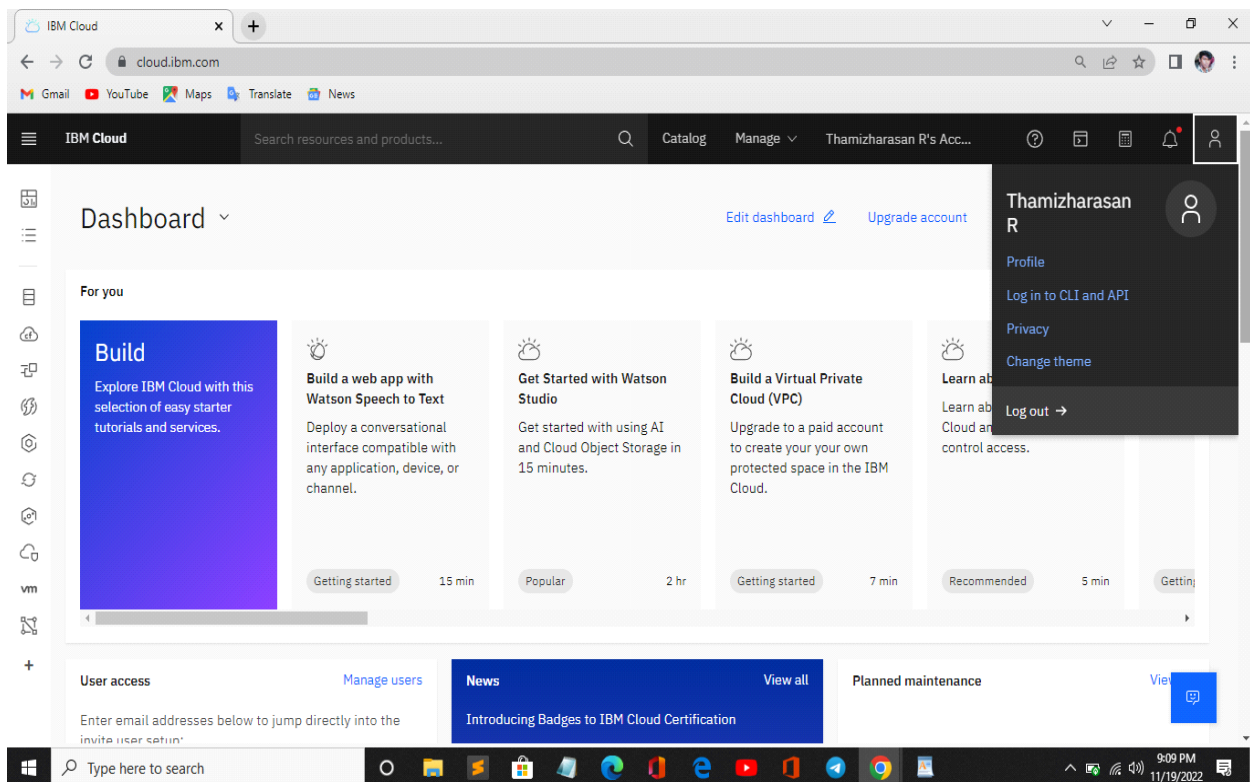 IBM Cloud
cloud.ibm.com
Gmail YouTube Maps Translate News
IBM Cloud Search resources and products... Catalog Manage Thamizharasan R's Acc...
Thamizharasan
R
Profile
Log in to CLI and API
Privacy
Change theme
Log out →
Dashboard Edit dashboard Upgrade account
For you
Build
Explore IBM Cloud with this
selection of easy starter
tutorials and services.
Build a web app with
Watson Speech to Text
Deploy a conversational
interface compatible with
any application, device, or
channel.
Getting started 15 min
Get Started with Watson
Studio
Get started with using AI
and Cloud Object Storage in
15 minutes.
Popular 2 hr
Build a Virtual Private
Cloud (VPC)
Upgrade to a paid account
to create your your own
protected space in the IBM
Cloud.
Getting started 7 min
Learn ab
Learn ab
Cloud an
control access.
Recommended 5 min
Getting
vm
+
User access Manage users
Enter email addresses below to jump directly into the
invite user setup:
News View all
Introducing Badges to IBM Cloud Certification
Planned maintenance Vie
Type here to search
9:09 PM
11/19/2022